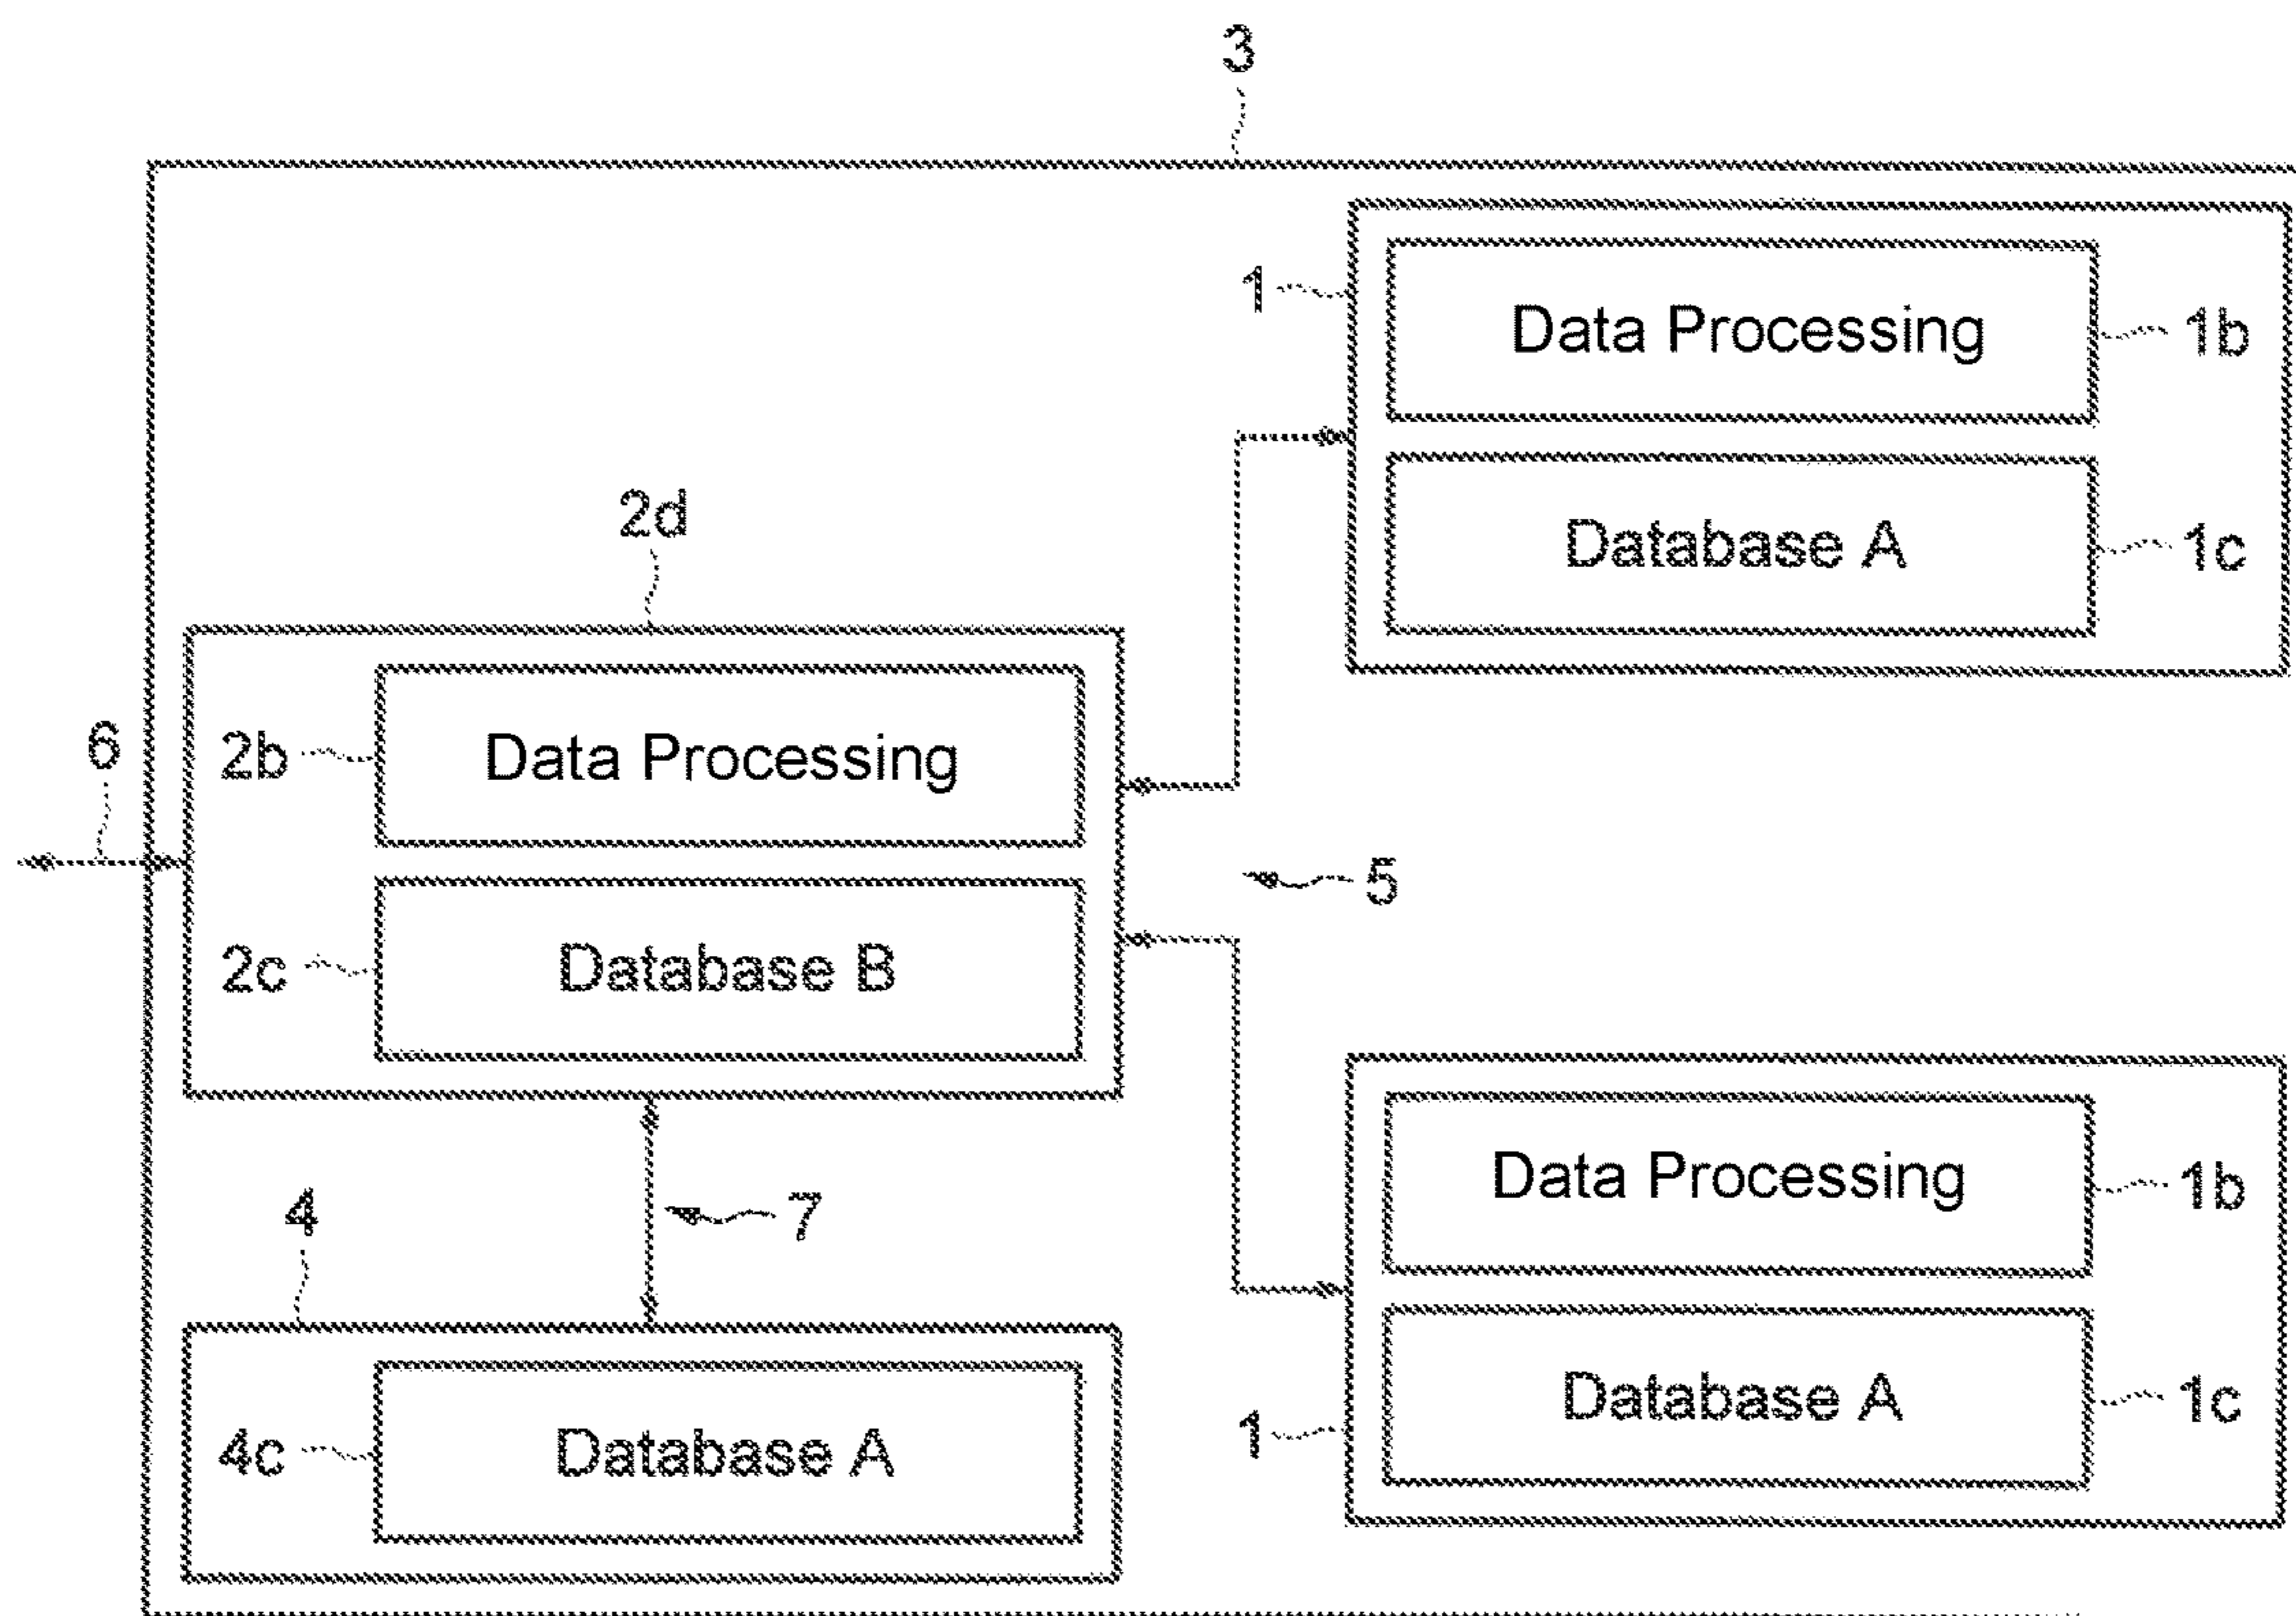 3
1
Data Processing
1b
Database A
1c
2d
2b
Data Processing
6
2c
Database B
5
7
4
4c
Database A
Data Processing
1b
Database A
1c
1